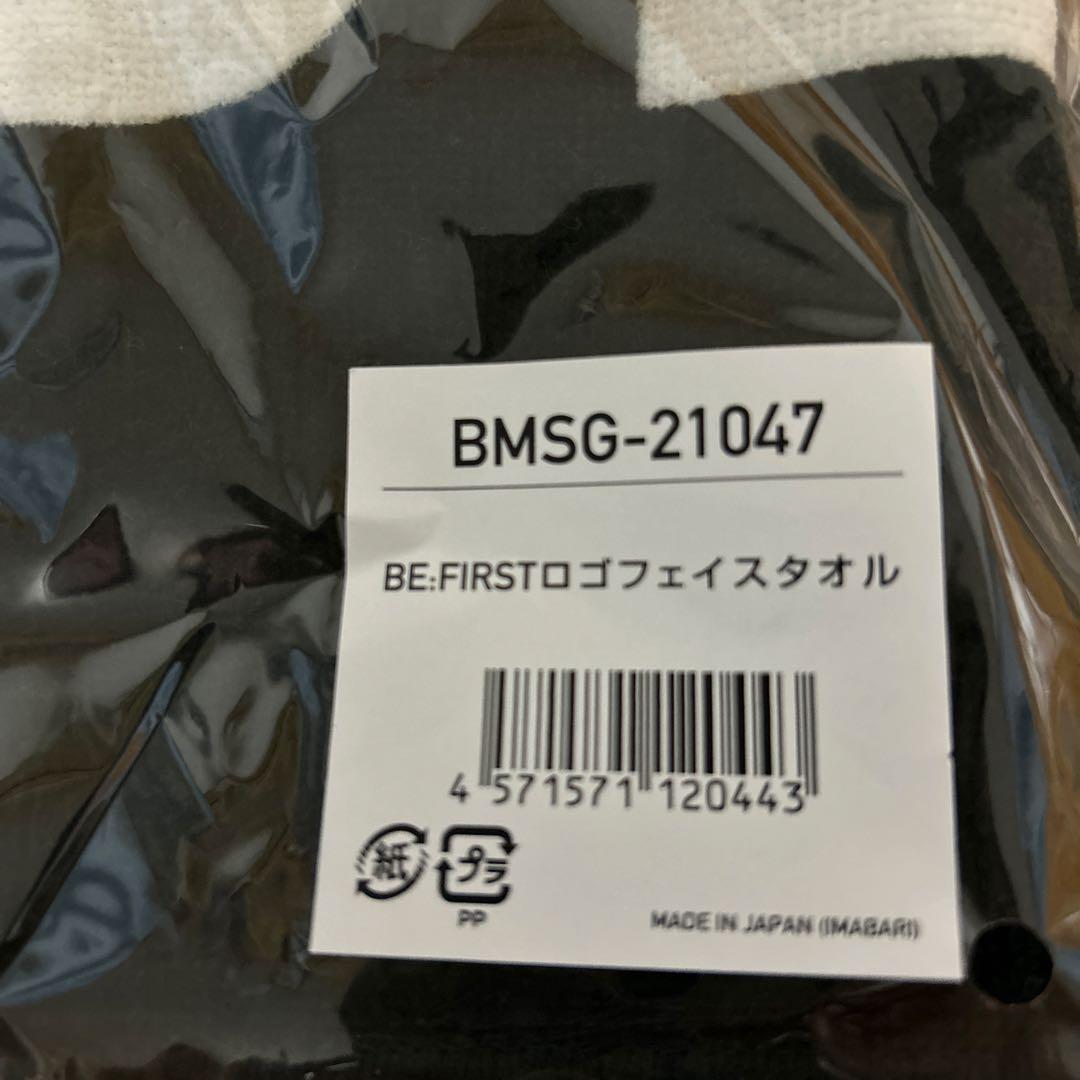 BMSG-21047
BE:FIRSTロゴフェイスタオル
4 571571 120443
紙 プラ
PP
MADE IN JAPAN (IMABARI)